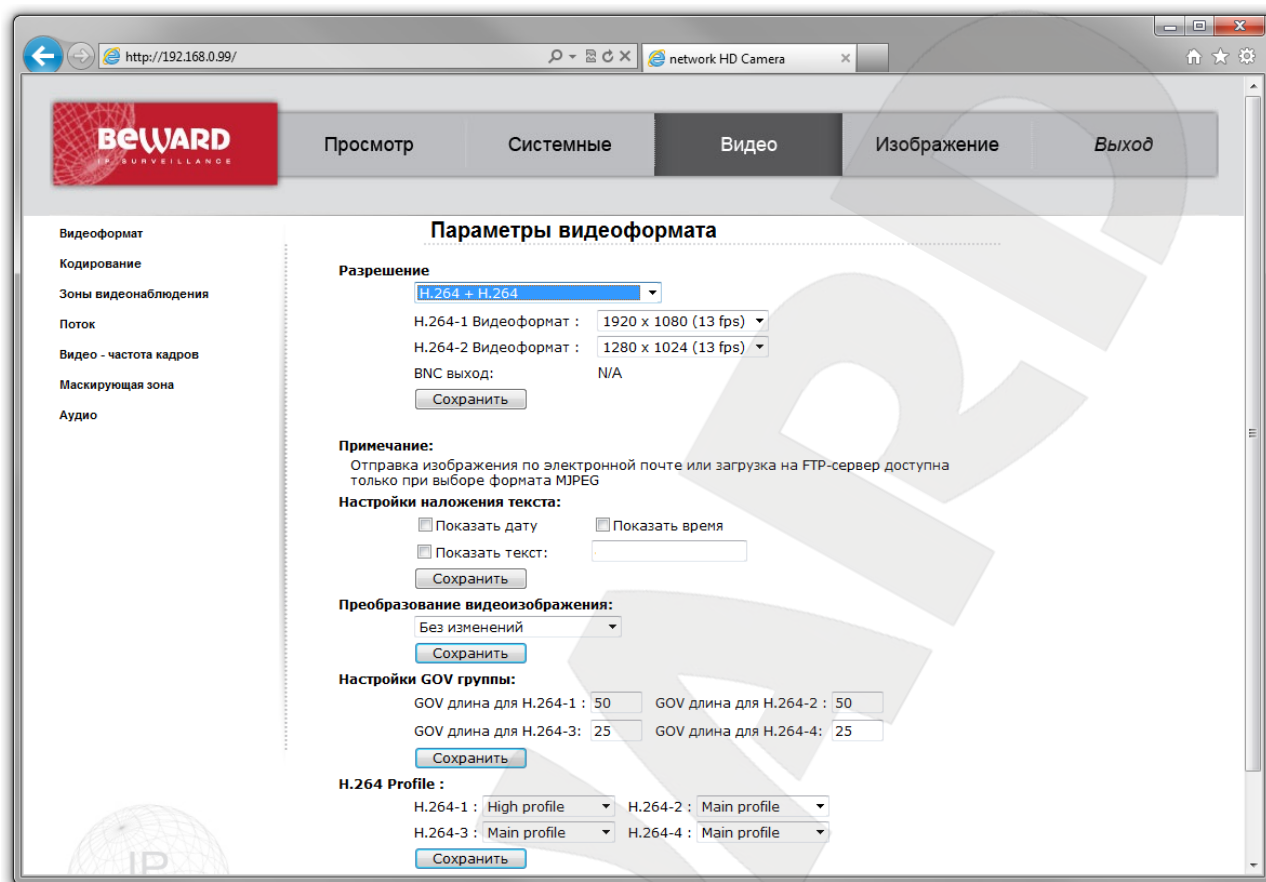 http://192.168.0.99/
network HD Camera
BEWARD
IP SURVEILLANCE
Просмотр
Системные
Видео
Изображение
Выход
Видеоформат
Кодирование
Зоны видеонаблюдения
Поток
Видео - частота кадров
Маскирующая зона
Аудио
Параметры видеоформата
Разрешение
H.264 + H.264
H.264-1 Видеоформат : 1920 x 1080 (13 fps)
H.264-2 Видеоформат : 1280 x 1024 (13 fps)
BNC выход: N/A
Сохранить
Примечание:
Отправка изображения по электронной почте или загрузка на FTP-сервер доступна
только при выборе формата MJPEG
Настройки наложения текста:
Показать дату Показать время
Показать текст:
Сохранить
Преобразование видеоизображения:
Без изменений
Сохранить
Настройки GOV группы:
GOV длина для H.264-1 : 50 GOV длина для H.264-2 : 50
GOV длина для H.264-3: 25 GOV длина для H.264-4: 25
Сохранить
H.264 Profile :
H.264-1 : High profile H.264-2 : Main profile
H.264-3 : Main profile H.264-4 : Main profile
Сохранить
IP